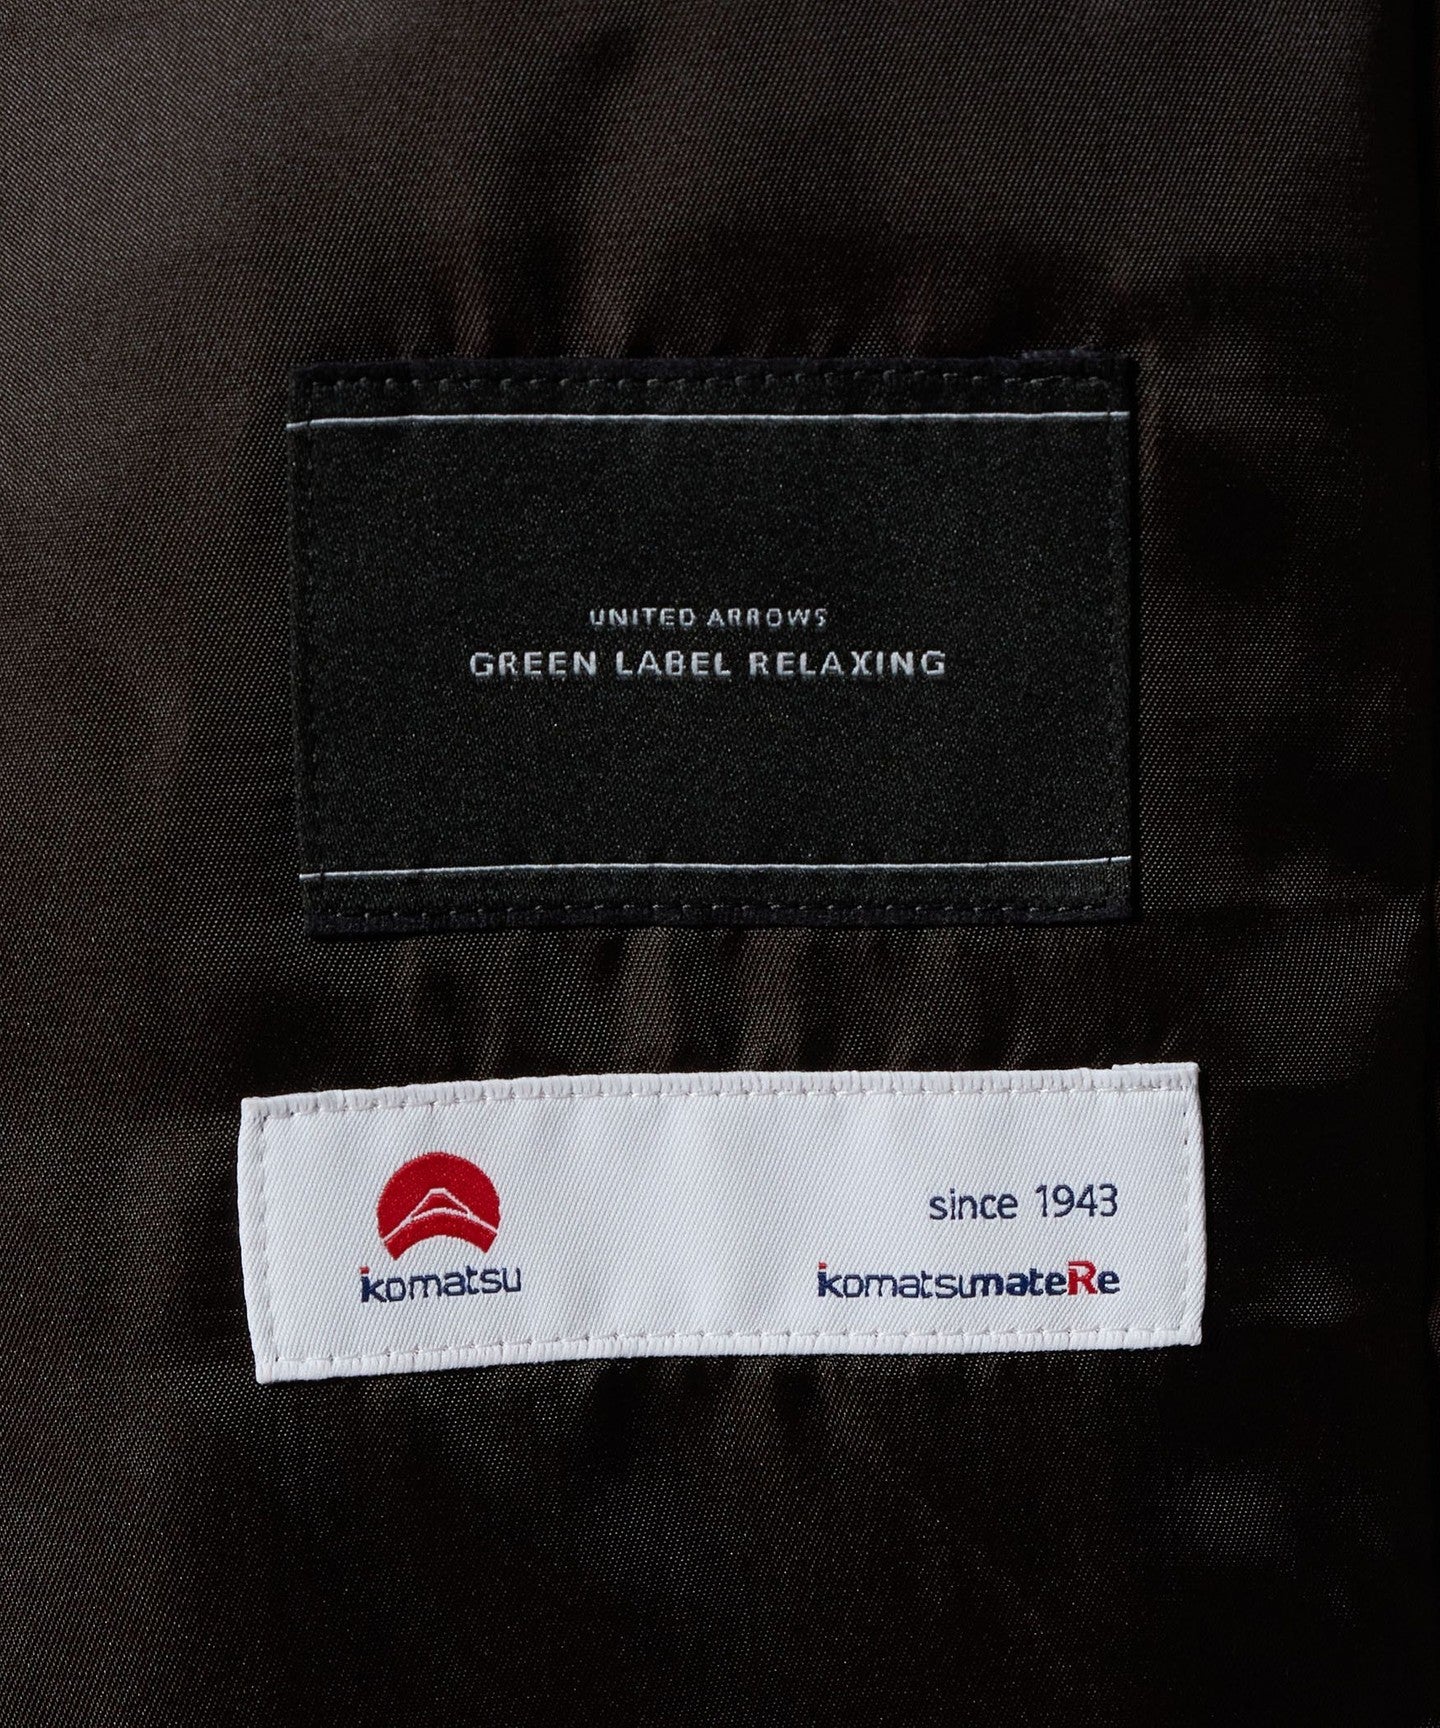 UNITED ARROWS
GREEN LABEL RELAXING
komatsu
since 1943
komatsumateRe